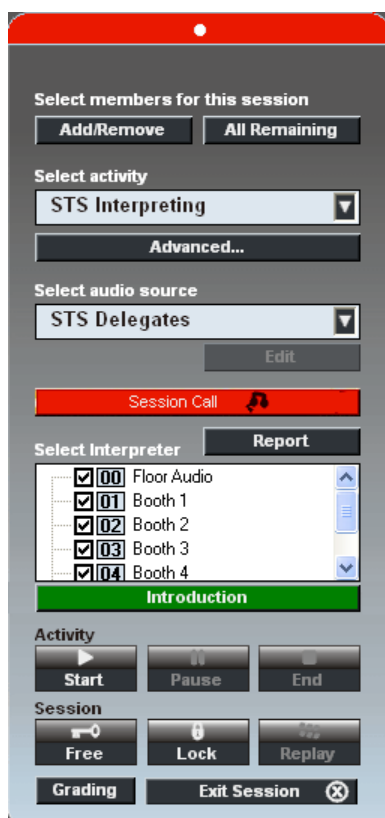 Select members for this session
Add/Remove All Remaining
Select activity
STS Interpreting
Advanced...
Select audio source
STS Delegates
Edit
Session Call
Select Interpreter Report
00 Floor Audio
01 Booth 1
02 Booth 2
03 Booth 3
04 Booth 4
Introduction
Activity
Start Pause End
Session
Free Lock Replay
Grading Exit Session